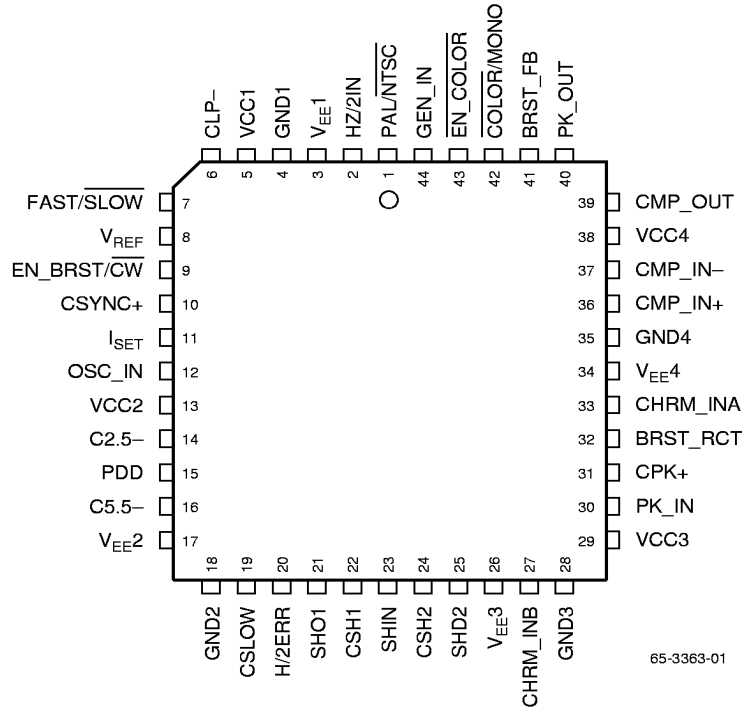 CLP–
VCC1
GND1
VEE1
HZ/2IN
PAL/NTSC
GEN_IN
EN_COLOR
COLOR/MONO
BRST_FB
PK_OUT
6 5 4 3 2 1 44 43 42 41 40
FAST/SLOW 7 39 CMP_OUT
VREF 8 38 VCC4
EN_BRST/CW 9 37 CMP_IN–
CSYNC+ 10 36 CMP_IN+
ISET 11 35 GND4
OSC_IN 12 34 VEE4
VCC2 13 33 CHRM_INA
C2.5– 14 32 BRST_RCT
PDD 15 31 CPK+
C5.5– 16 30 PK_IN
VEE2 17 29 VCC3
18 19 20 21 22 23 24 25 26 27 28
GND2
CSLOW
H/2ERR
SHO1
CSH1
SHIN
CSH2
SHD2
VEE3
CHRM_INB
GND3
65-3363-01